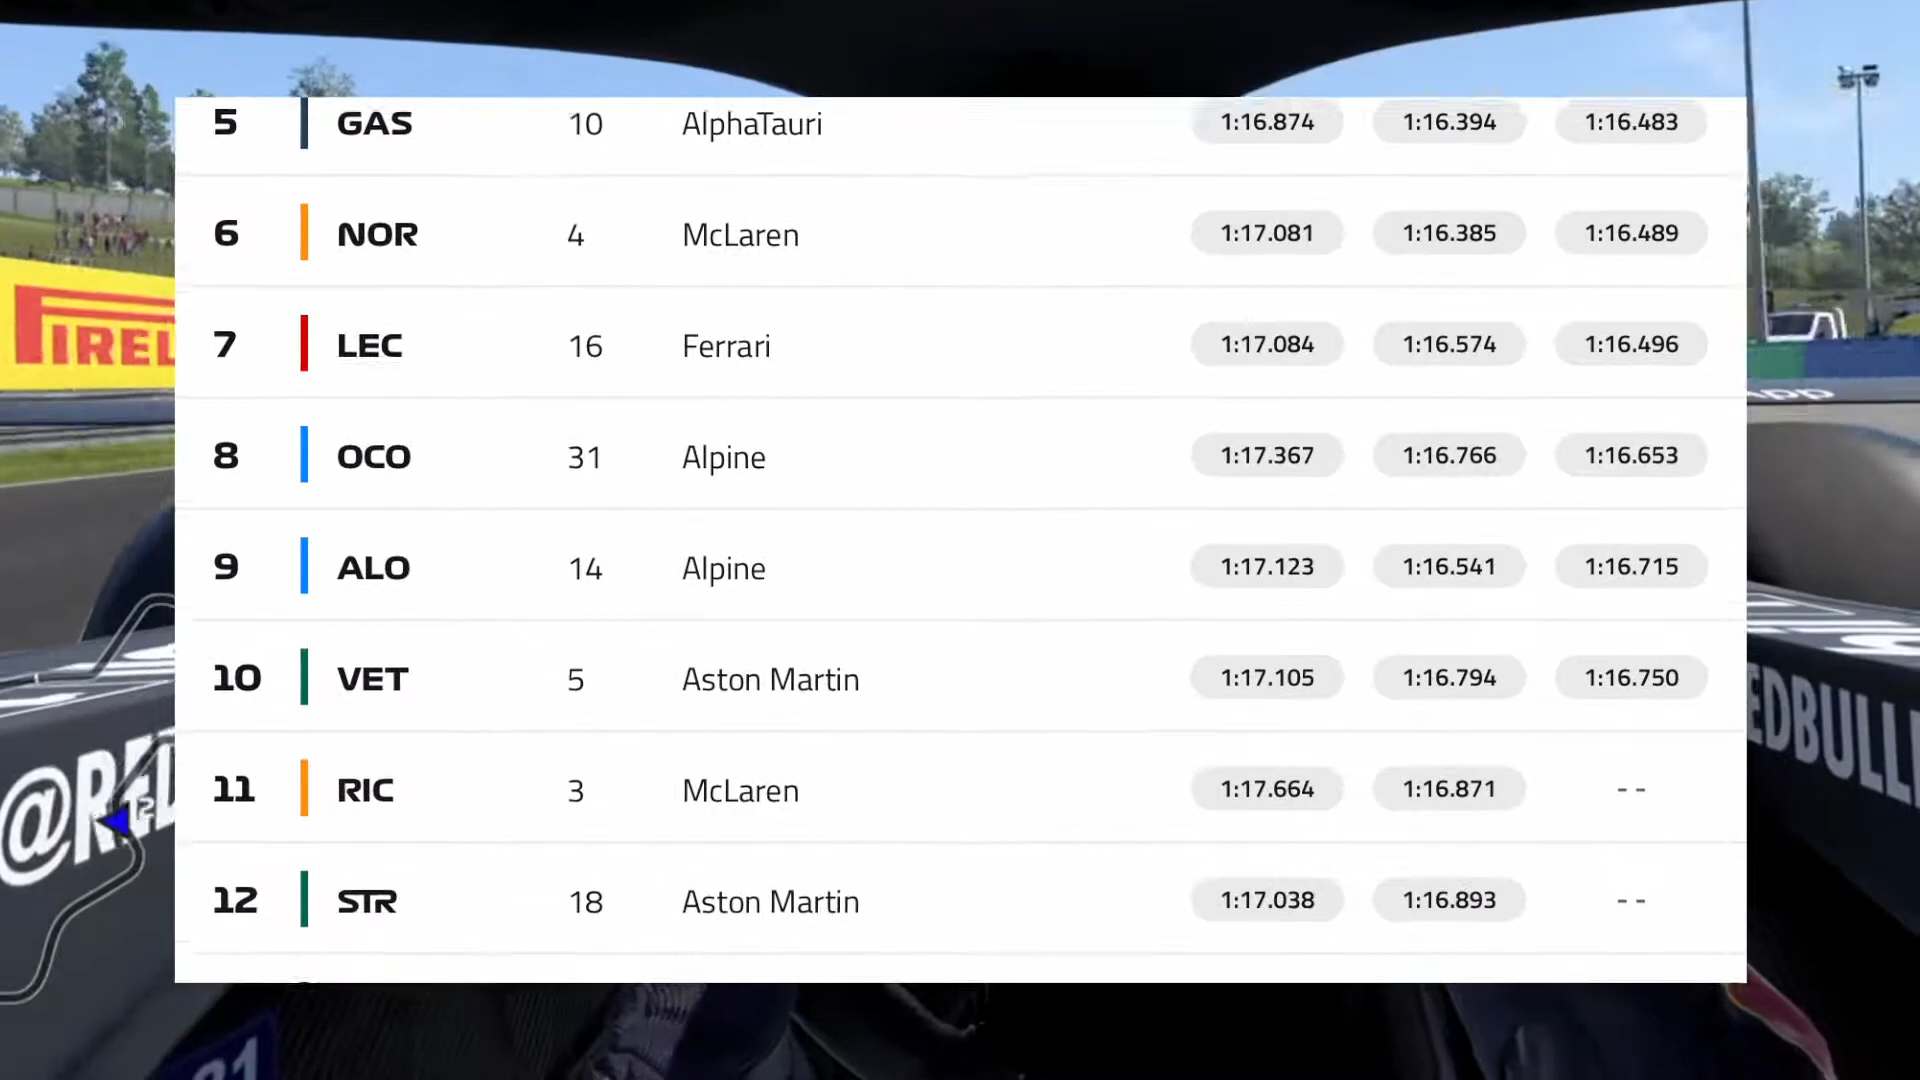 5 GAS 10 AlphaTauri 1:16.874 1:16.394 1:16.483
6 NOR 4 McLaren 1:17.081 1:16.385 1:16.489
7 LEC 16 Ferrari 1:17.084 1:16.574 1:16.496
8 OCO 31 Alpine 1:17.367 1:16.766 1:16.653
9 ALO 14 Alpine 1:17.123 1:16.541 1:16.715
10 VET 5 Aston Martin 1:17.105 1:16.794 1:16.750
11 RIC 3 McLaren 1:17.664 1:16.871 - -
12 STR 18 Aston Martin 1:17.038 1:16.893 - -
PIREL
app
@RED
EDBULL
21